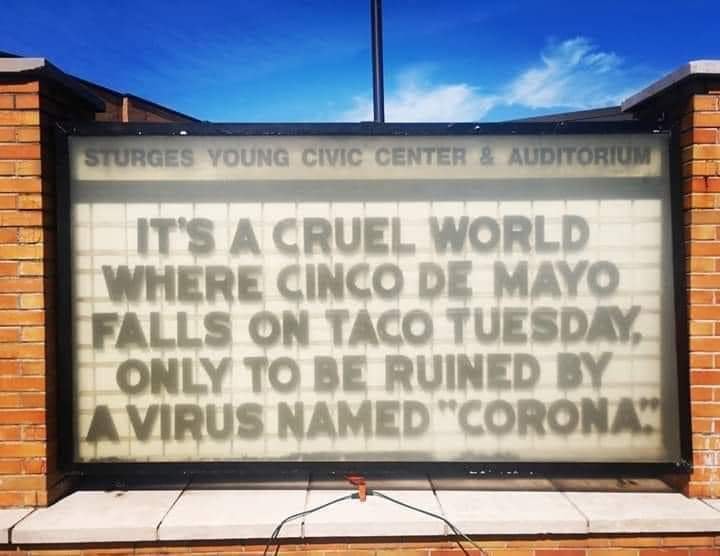 STURGES YOUNG CIVIC CENTER & AUDITORIUM
IT'S A CRUEL WORLD
WHERE CINCO DE MAYO
FALLS ON TACO TUESDAY,
ONLY TO BE RUINED BY
A VIRUS NAMED "CORONA."